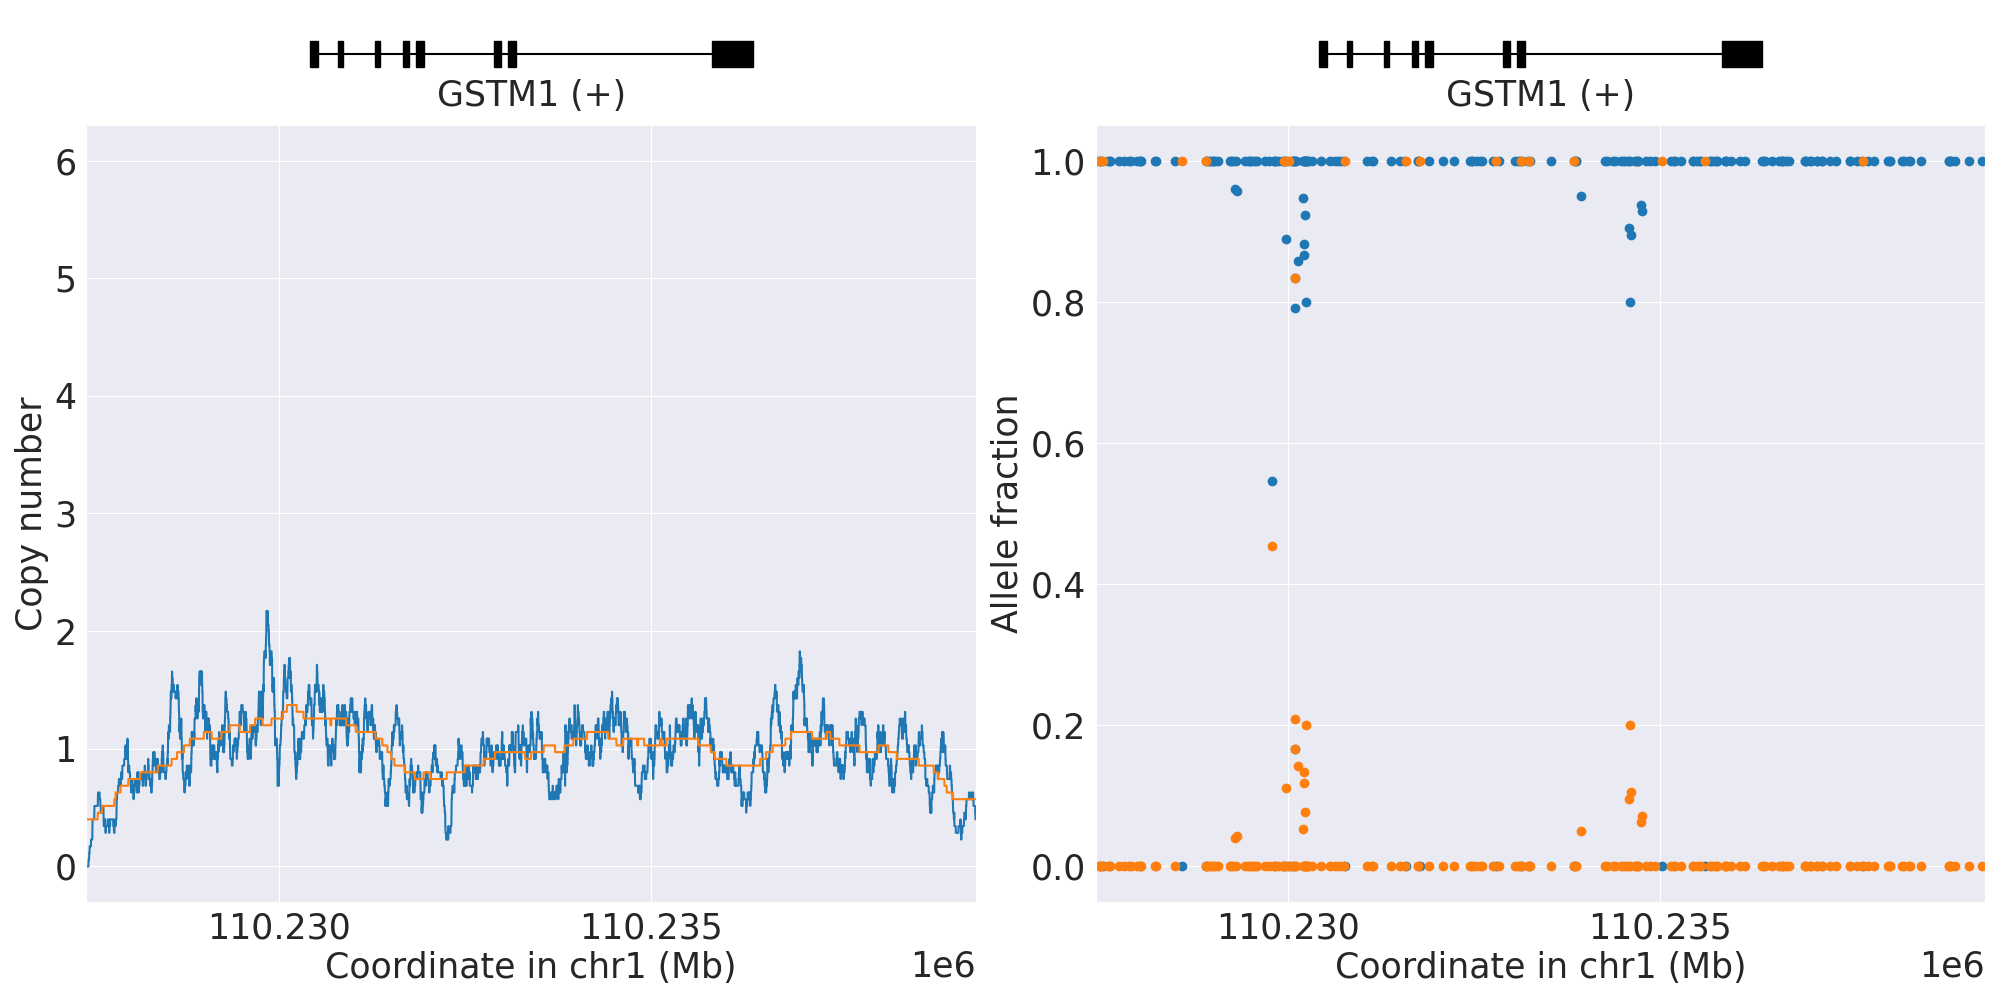 GSTM1 (+)
GSTM1 (+)
Copy number
6
5
4
3
2
1
0
110.230
110.235
Coordinate in chr1 (Mb)
1e6
Allele fraction
1.0
0.8
0.6
0.4
0.2
0.0
110.230
110.235
Coordinate in chr1 (Mb)
1e6